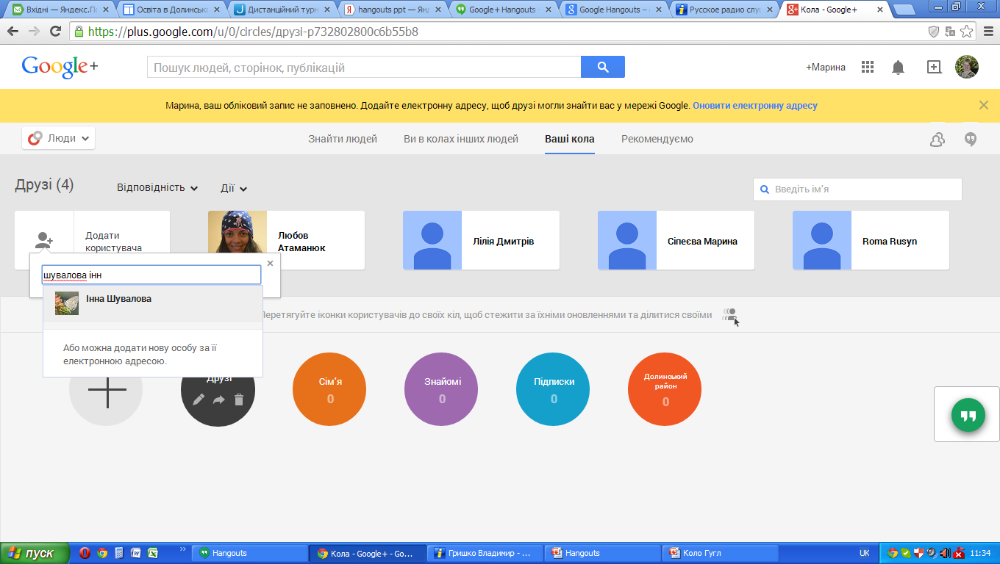 Вхідні — Яндекс.По
Освіта в Долинсько
Дистанційний турн
hangouts ppt — Янд
Google+ Hangouts -
Google Hangouts –
Русское радио слу
Кола - Google+
https://plus.google.com/u/0/circles/друзі-p732802800c6b55b8
Google+
Пошук людей, сторінок, публікацій
+Марина
Марина, ваш обліковий запис не заповнено. Додайте електронну адресу, щоб друзі могли знайти вас у мережі Google. Оновити електронну адресу
Люди
Знайти людей
Ви в колах інших людей
Ваші кола
Рекомендуємо
Друзі (4)
Відповідність
Дії
Введіть ім’я
Додати
користувача
Любов
Атаманюк
Лілія Дмитрів
Сіпеєва Марина
Roma Rusyn
шувалова інн
Інна Шувалова
Або можна додати нову особу за її
електронною адресою.
Перетягуйте іконки користувачів до своїх кіл, щоб стежити за їхніми оновленнями та ділитися своїми
Друзі
Сім’я
0
Знайомі
0
Підписки
0
Долинський
район
0
пуск
Hangouts
Кола - Google+ - Go...
Гришко Владимир - ...
Hangouts
Коло Гугл
UK
11:34